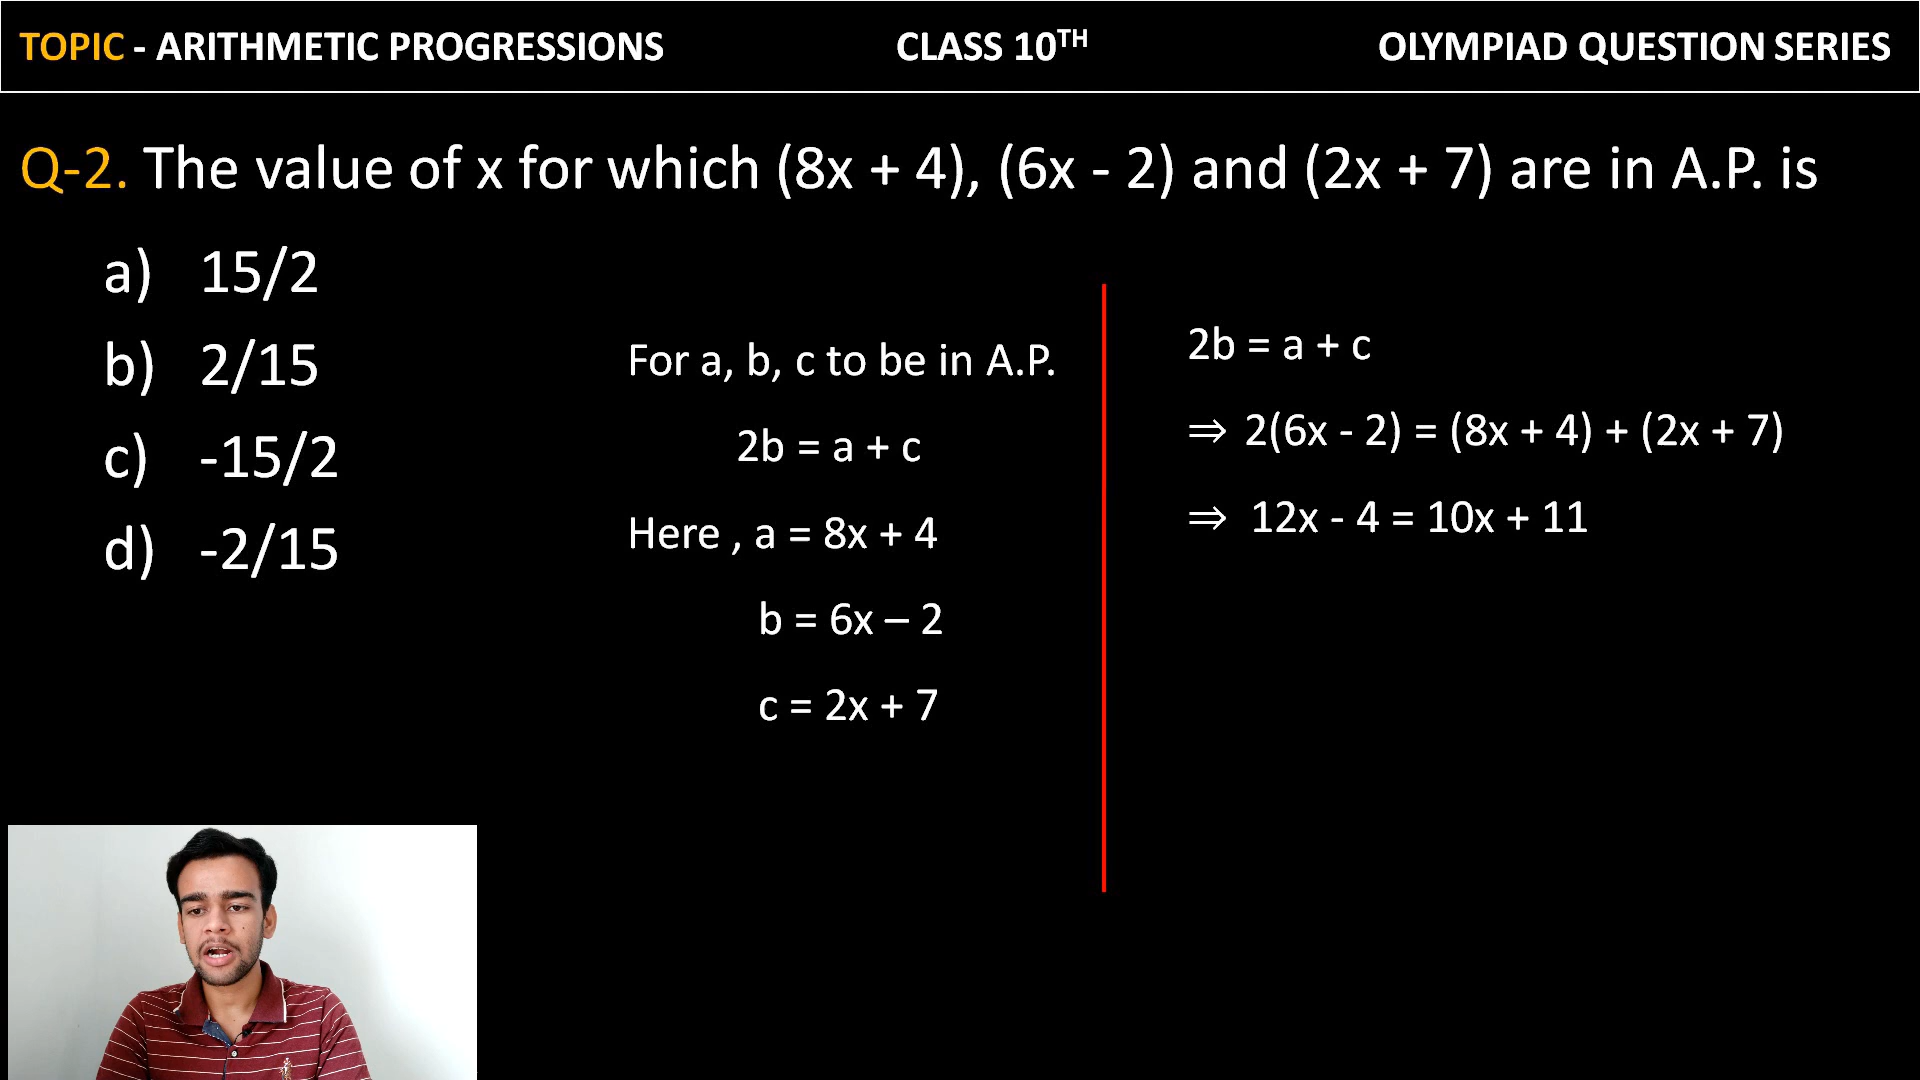 TOPIC - ARITHMETIC PROGRESSIONS CLASS 10TH OLYMPIAD QUESTION SERIES
Q-2. The value of x for which (8x + 4), (6x - 2) and (2x + 7) are in A.P. is
a) 15/2
b) 2/15
c) -15/2
d) -2/15
For a, b, c to be in A.P.
2b = a + c
Here , a = 8x + 4
b = 6x – 2
c = 2x + 7
2b = a + c
⇒ 2(6x - 2) = (8x + 4) + (2x + 7)
⇒ 12x - 4 = 10x + 11